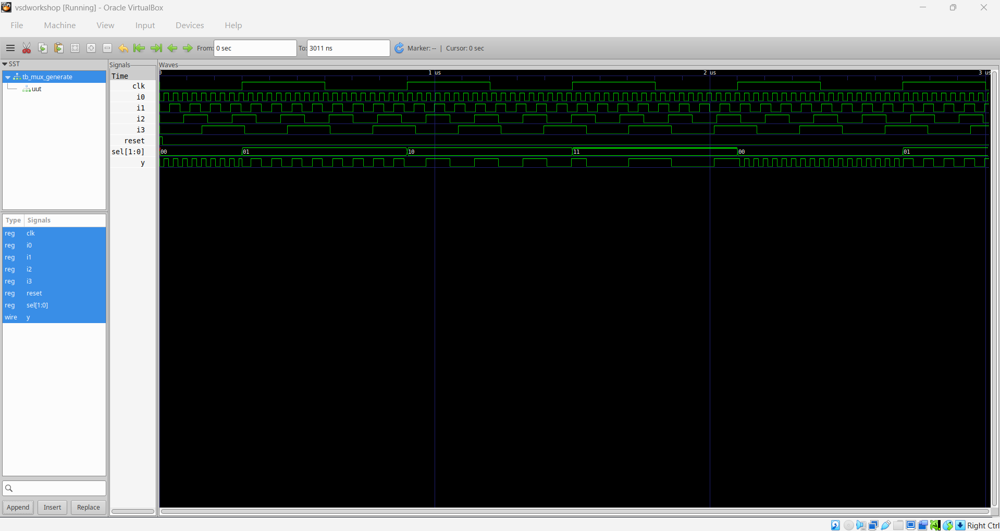 vsdworkshop [Running] - Oracle VirtualBox
File Machine View Input Devices Help
From: 0 sec To: 3011 ns Marker: -- | Cursor: 0 sec
SST
tb_mux_generate
uut
Type Signals
reg clk
reg i0
reg i1
reg i2
reg i3
reg reset
reg sel[1:0]
wire y
Append Insert Replace
Signals
Time
clk
i0
i1
i2
i3
reset
sel[1:0]
y
Waves
0 1 us 2 us 3 us
00 01 10 11 00 01
Right Ctrl